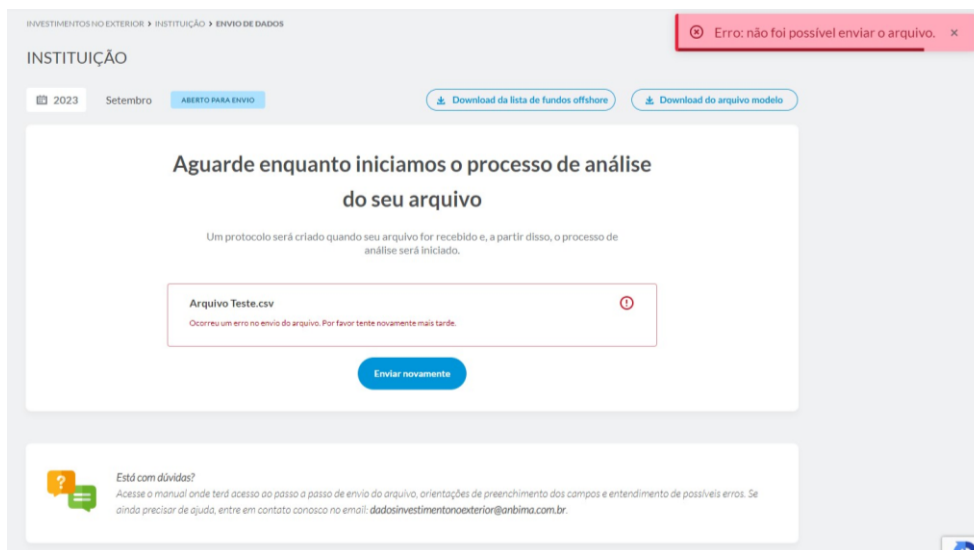 INVESTIMENTOS NO EXTERIOR > INSTITUIÇÃO > ENVIO DE DADOS
Erro: não foi possível enviar o arquivo. ×
INSTITUIÇÃO
2023 Setembro ABERTO PARA ENVIO Download da lista de fundos offshore Download do arquivo modelo
Aguarde enquanto iniciamos o processo de análise
do seu arquivo
Um protocolo será criado quando seu arquivo for recebido e, a partir disso, o processo de
análise será iniciado.
Arquivo Teste.csv
Ocorreu um erro no envio do arquivo. Por favor tente novamente mais tarde.
Enviar novamente
Está com dúvidas?
Acesse o manual onde terá acesso ao passo a passo de envio do arquivo, orientações de preenchimento dos campos e entendimento de possíveis erros. Se
ainda precisar de ajuda, entre em contato conosco no email: dadosinvestimentonoexterior@anbima.com.br.